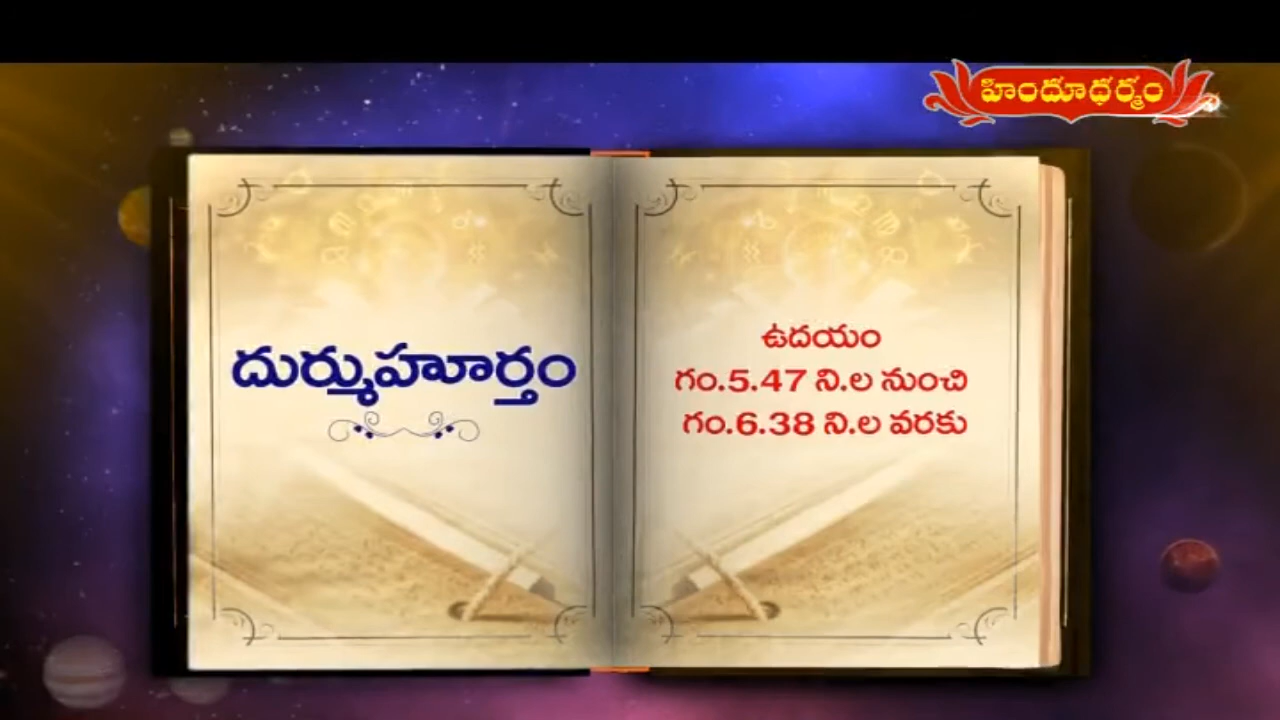 హిందూధర్మం
దుర్ముహూర్తం
ఉదయం
గం.5.47 ని.ల నుంచి
గం.6.38 ని.ల వరకు